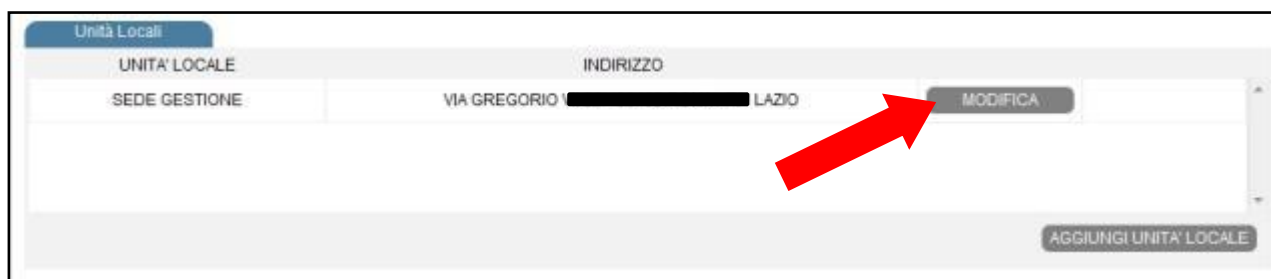 Unità Locali
UNITA' LOCALE INDIRIZZO
SEDE GESTIONE VIA GREGORIO LAZIO MODIFICA
AGGIUNGI UNITA' LOCALE